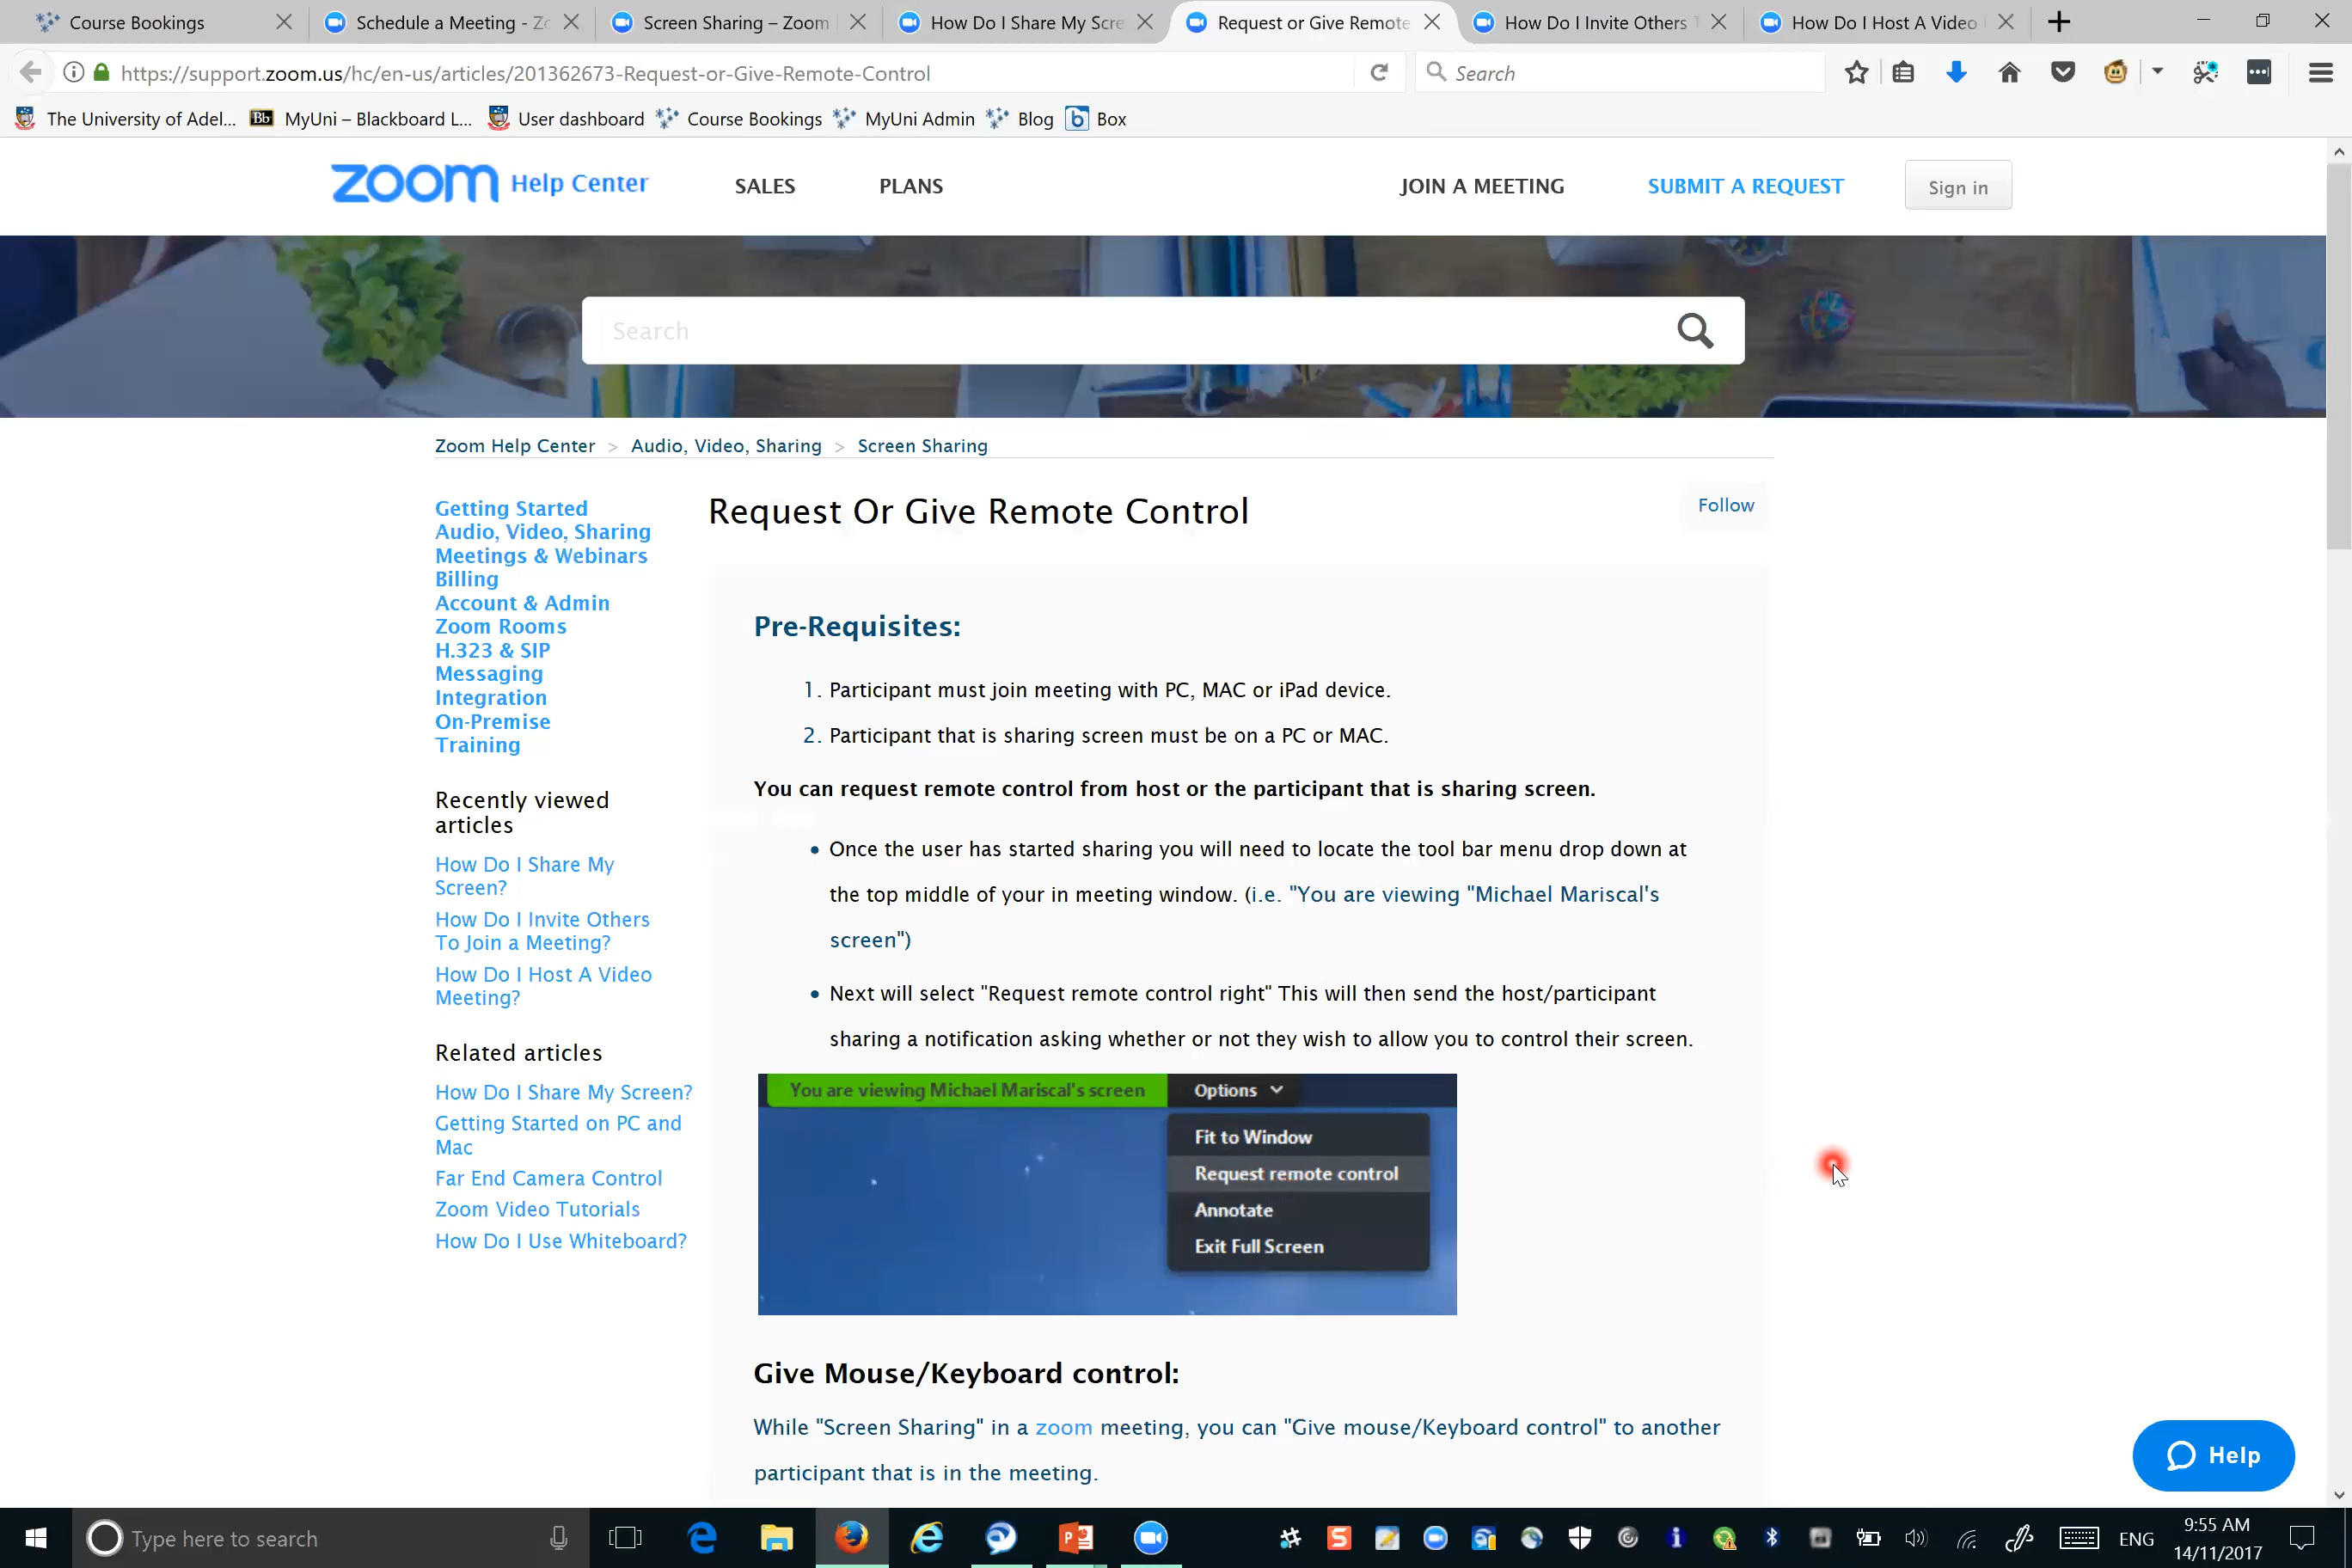 Course Bookings
Schedule a Meeting - Zo
Screen Sharing – Zoom
How Do I Share My Scre
Request or Give Remote
How Do I Invite Others T
How Do I Host A Video
https://support.zoom.us/hc/en-us/articles/201362673-Request-or-Give-Remote-Control
Search
The University of Adel...
Bb MyUni – Blackboard L...
User dashboard
Course Bookings
MyUni Admin
Blog
b Box
zoom Help Center
SALES
PLANS
JOIN A MEETING
SUBMIT A REQUEST
Sign in
Search
Zoom Help Center > Audio, Video, Sharing > Screen Sharing
Getting Started
Audio, Video, Sharing
Meetings & Webinars
Billing
Account & Admin
Zoom Rooms
H.323 & SIP
Messaging
Integration
On-Premise
Training
Recently viewed
articles
How Do I Share My
Screen?
How Do I Invite Others
To Join a Meeting?
How Do I Host A Video
Meeting?
Related articles
How Do I Share My Screen?
Getting Started on PC and
Mac
Far End Camera Control
Zoom Video Tutorials
How Do I Use Whiteboard?
Request Or Give Remote Control
Follow
Pre-Requisites:
1. Participant must join meeting with PC, MAC or iPad device.
2. Participant that is sharing screen must be on a PC or MAC.
You can request remote control from host or the participant that is sharing screen.
• Once the user has started sharing you will need to locate the tool bar menu drop down at
the top middle of your in meeting window. (i.e. "You are viewing "Michael Mariscal's
screen")
• Next will select "Request remote control right" This will then send the host/participant
sharing a notification asking whether or not they wish to allow you to control their screen.
You are viewing Michael Mariscal's screen
Options
Fit to Window
Request remote control
Annotate
Exit Full Screen
Give Mouse/Keyboard control:
While "Screen Sharing" in a zoom meeting, you can "Give mouse/Keyboard control" to another
participant that is in the meeting.
Help
Type here to search
ENG
9:55 AM
14/11/2017